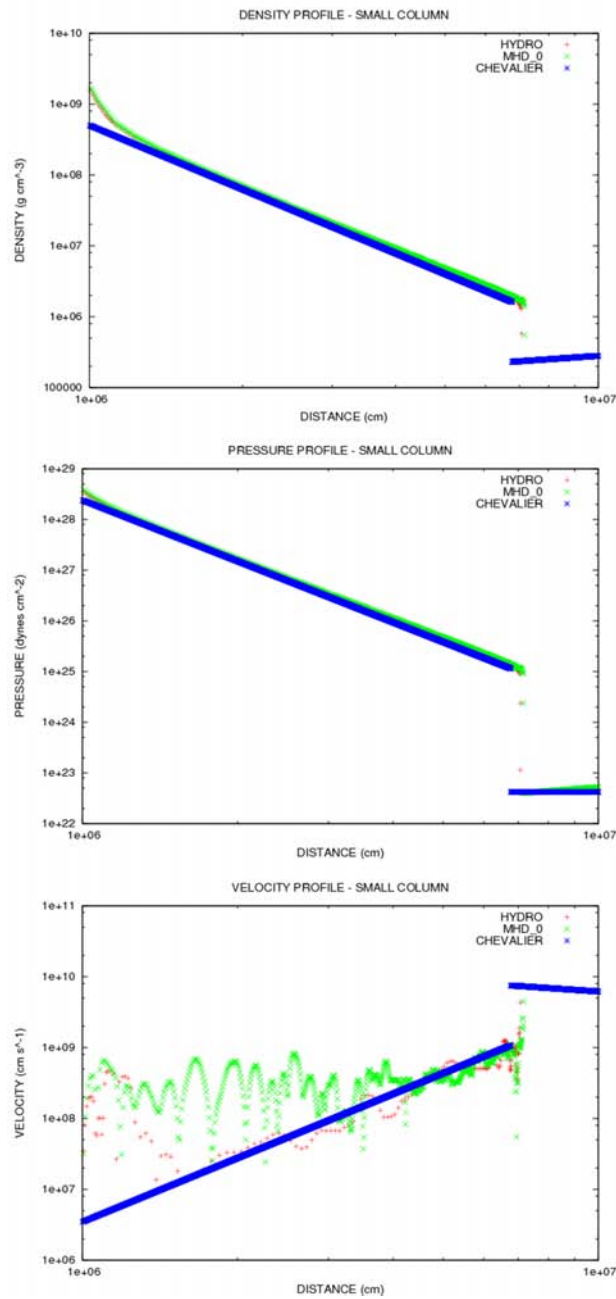 DENSITY PROFILE - SMALL COLUMN
1e+10
HYDRO
MHD_0
CHEVALIER
1e+09
1e+08
DENSITY (g cm^-3)
1e+07
1e+06
100000
1e+06
1e+07
DISTANCE (cm)
PRESSURE PROFILE - SMALL COLUMN
1e+29
HYDRO
MHD_0
CHEVALIER
1e+28
1e+27
PRESSURE (dynes cm^-2)
1e+26
1e+25
1e+24
1e+23
1e+22
1e+06
1e+07
DISTANCE (cm)
VELOCITY PROFILE - SMALL COLUMN
1e+11
HYDRO
MHD_0
CHEVALIER
1e+10
1e+09
VELOCITY (cm s^-1)
1e+08
1e+07
1e+06
1e+06
1e+07
DISTANCE (cm)